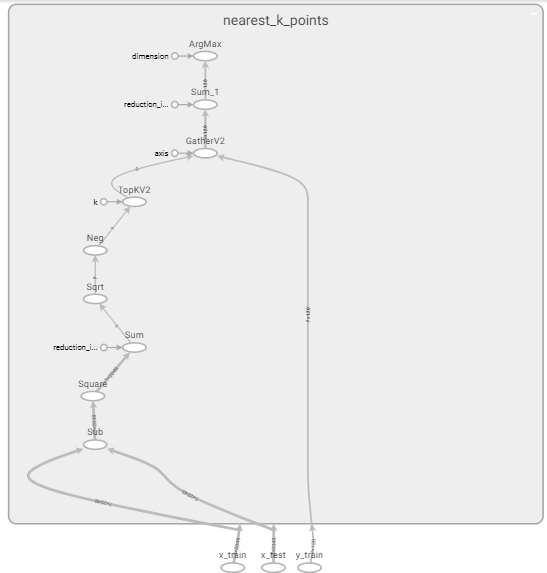 nearest_k_points
ArgMax
dimension
Sum_1
reduction_i...
GatherV2
axis
TopKV2
k
Neg
Sqrt
Sum
reduction_i...
Square
Sub
x_train
x_test
y_train